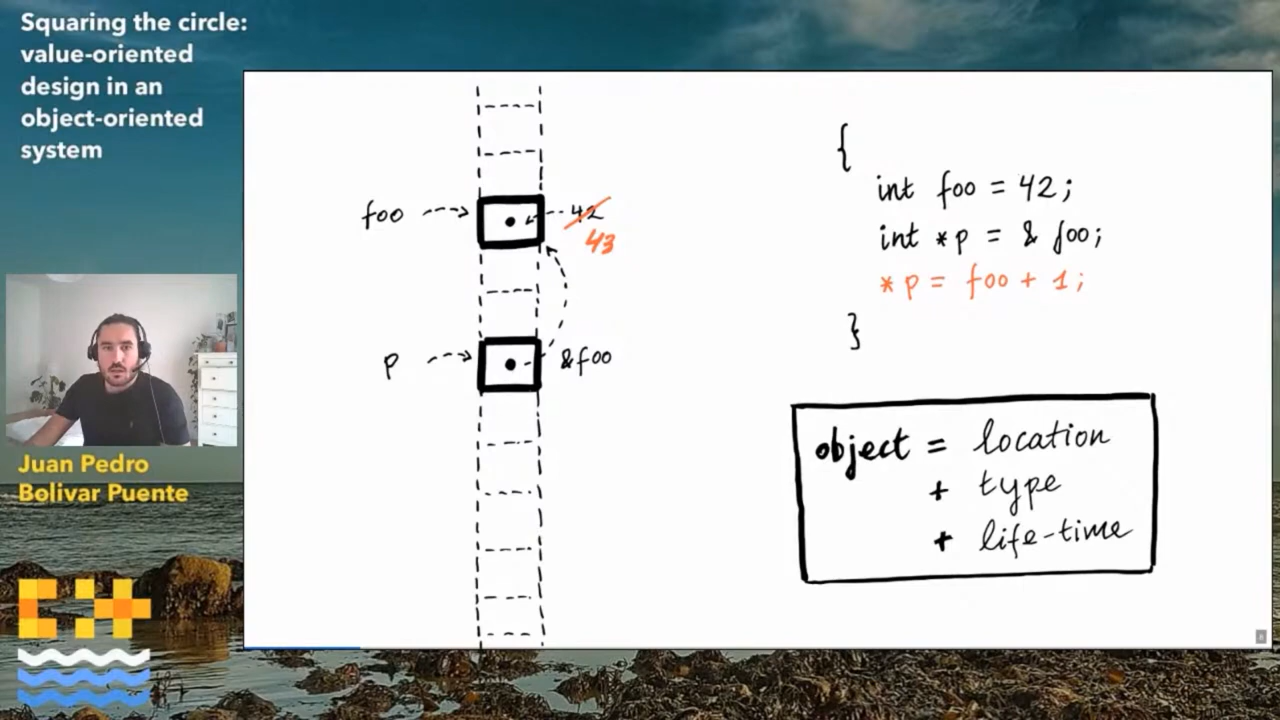 Squaring the circle:
value-oriented
design in an
object-oriented
system
Juan Pedro
Bolivar Puente
foo
42
43
p
&foo
{
int foo = 42;
int *p = & foo;
*p = foo + 1;
}
object = location
+ type
+ life-time